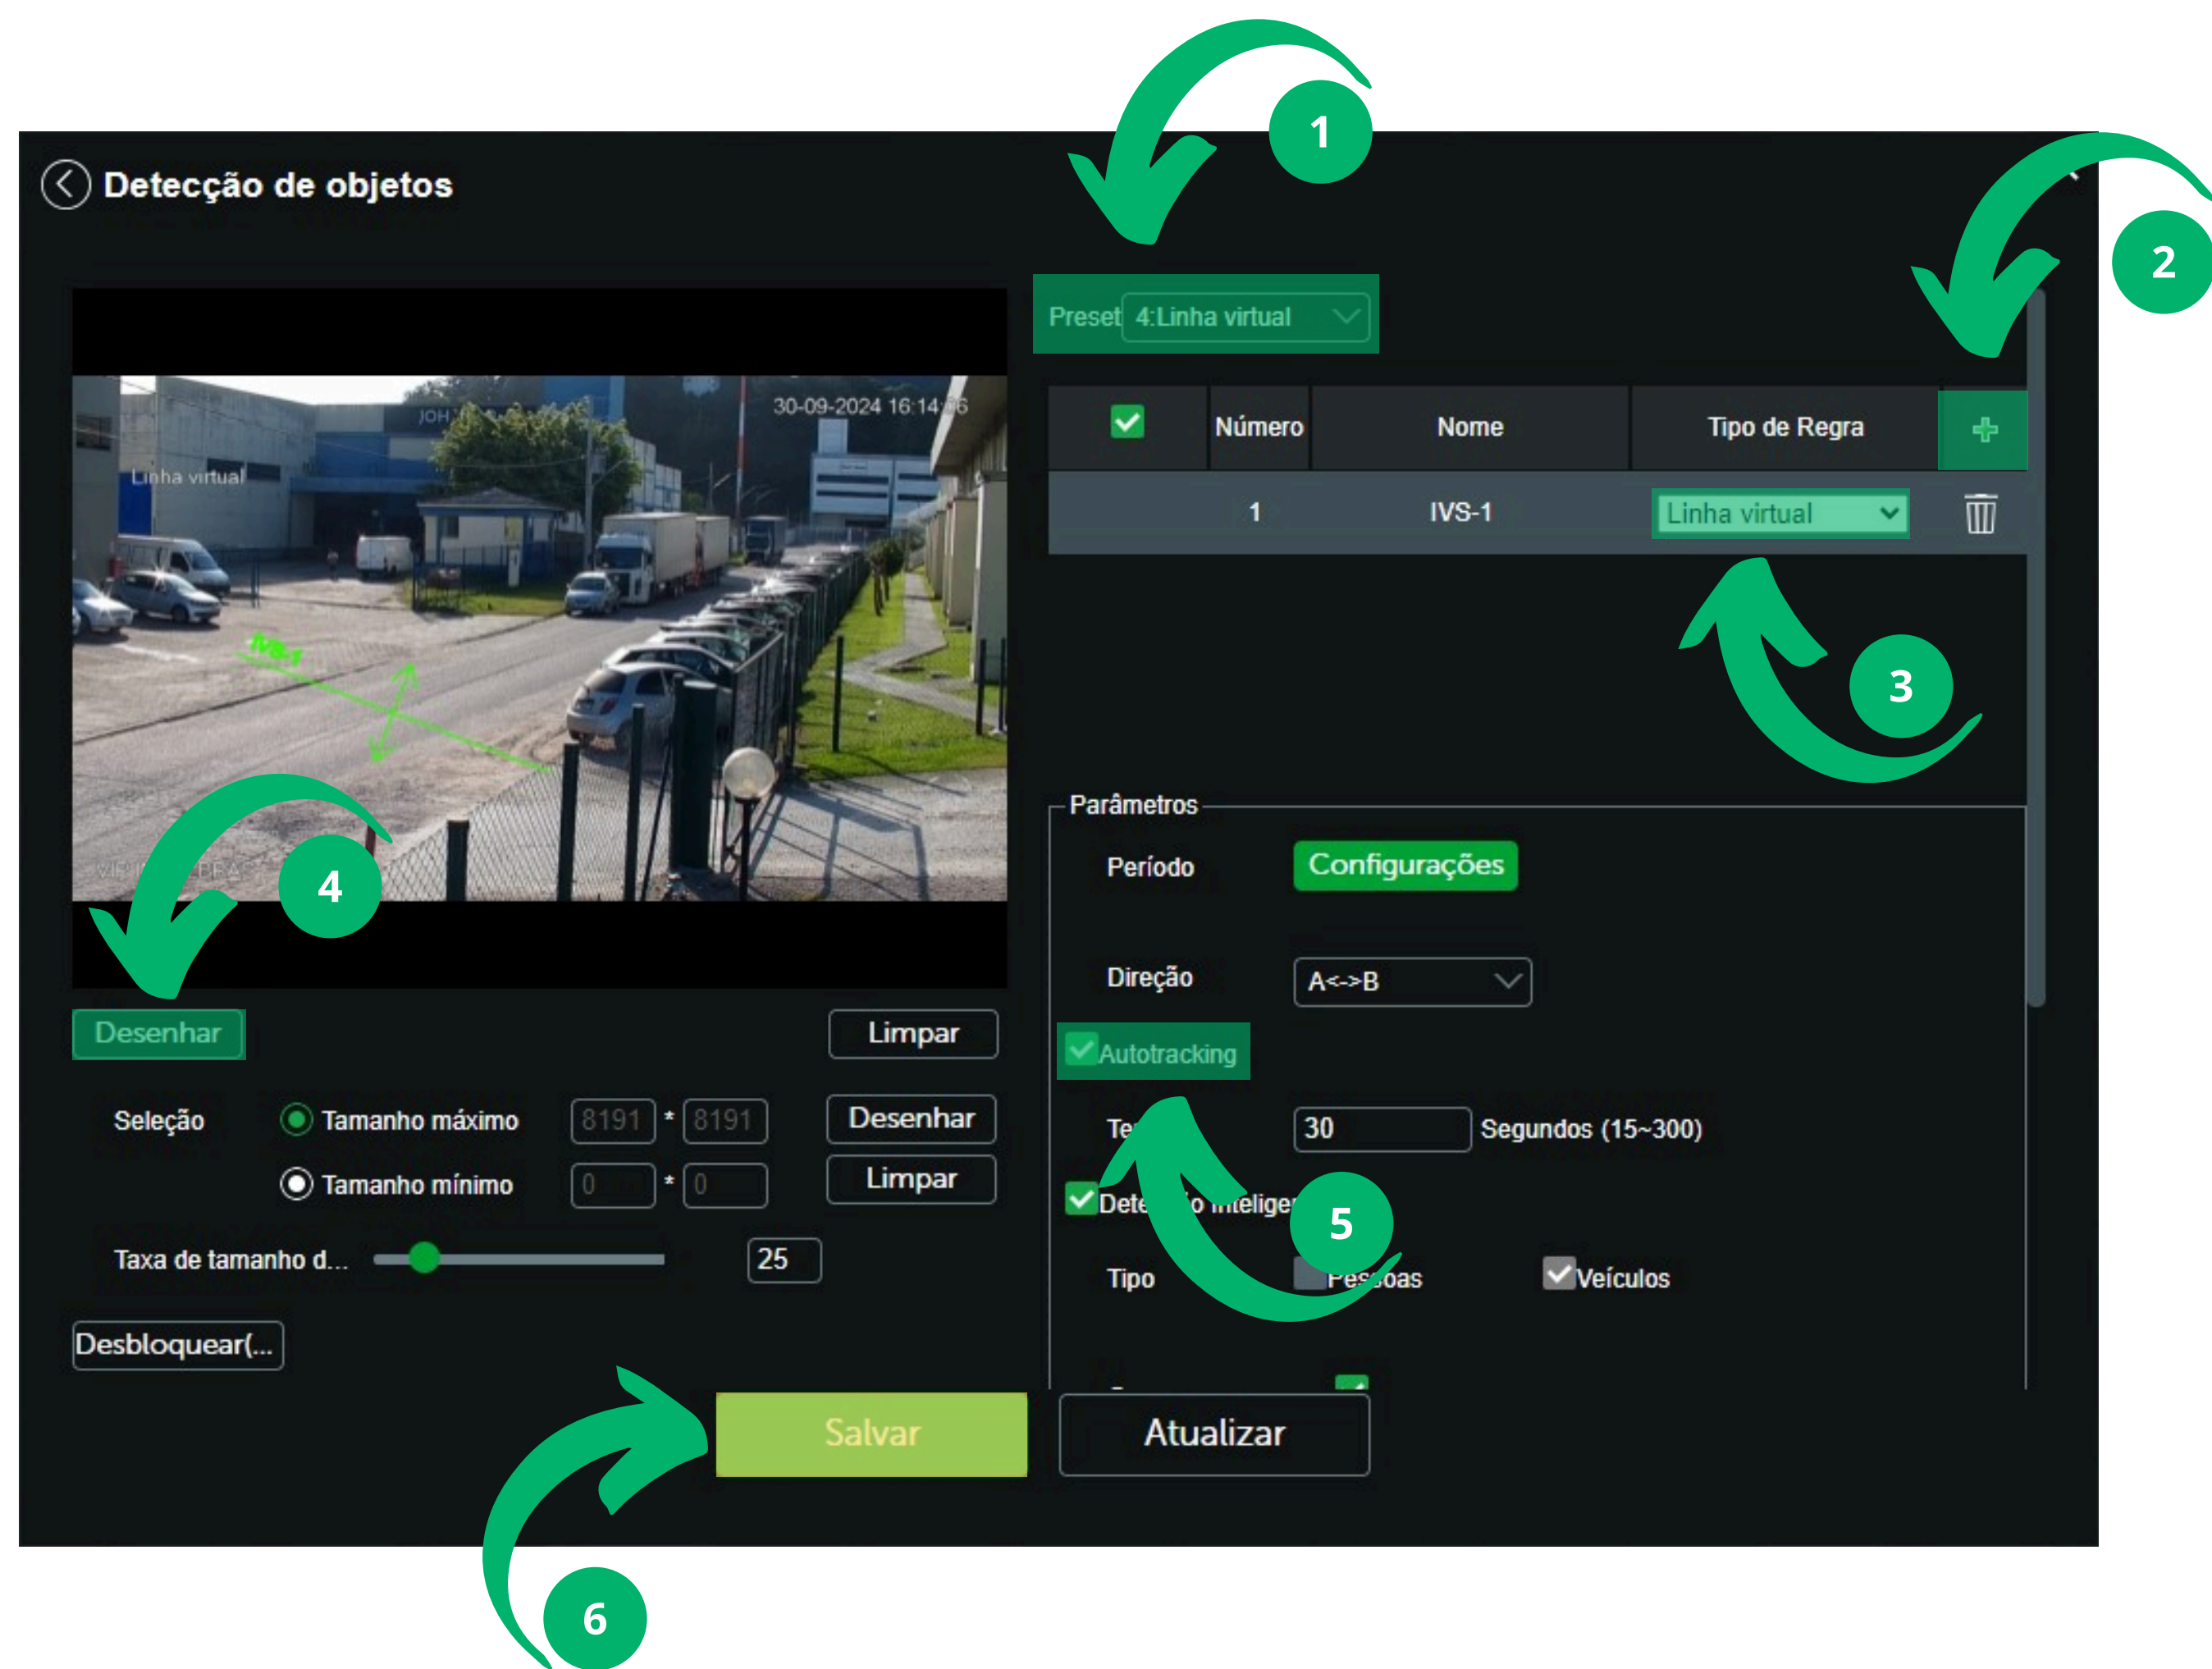 1
Detecção de objetos
2
Preset 4:Linha virtual
JOH
30-09-2024 16:14:06
Número Nome Tipo de Regra
Linha virtual
1 IVS-1 Linha virtual
IVS-1
3
Parâmetros
4
Período Configurações
Direção A<->B
Desenhar Limpar
Autotracking
Seleção Tamanho máximo 8191 * 8191 Desenhar
30 Segundos (15~300)
Tamanho mínimo 0 * 0 Limpar
5
Taxa de tamanho d... 25
Tipo Pessoas Veículos
Desbloquear(...
Salvar Atualizar
6